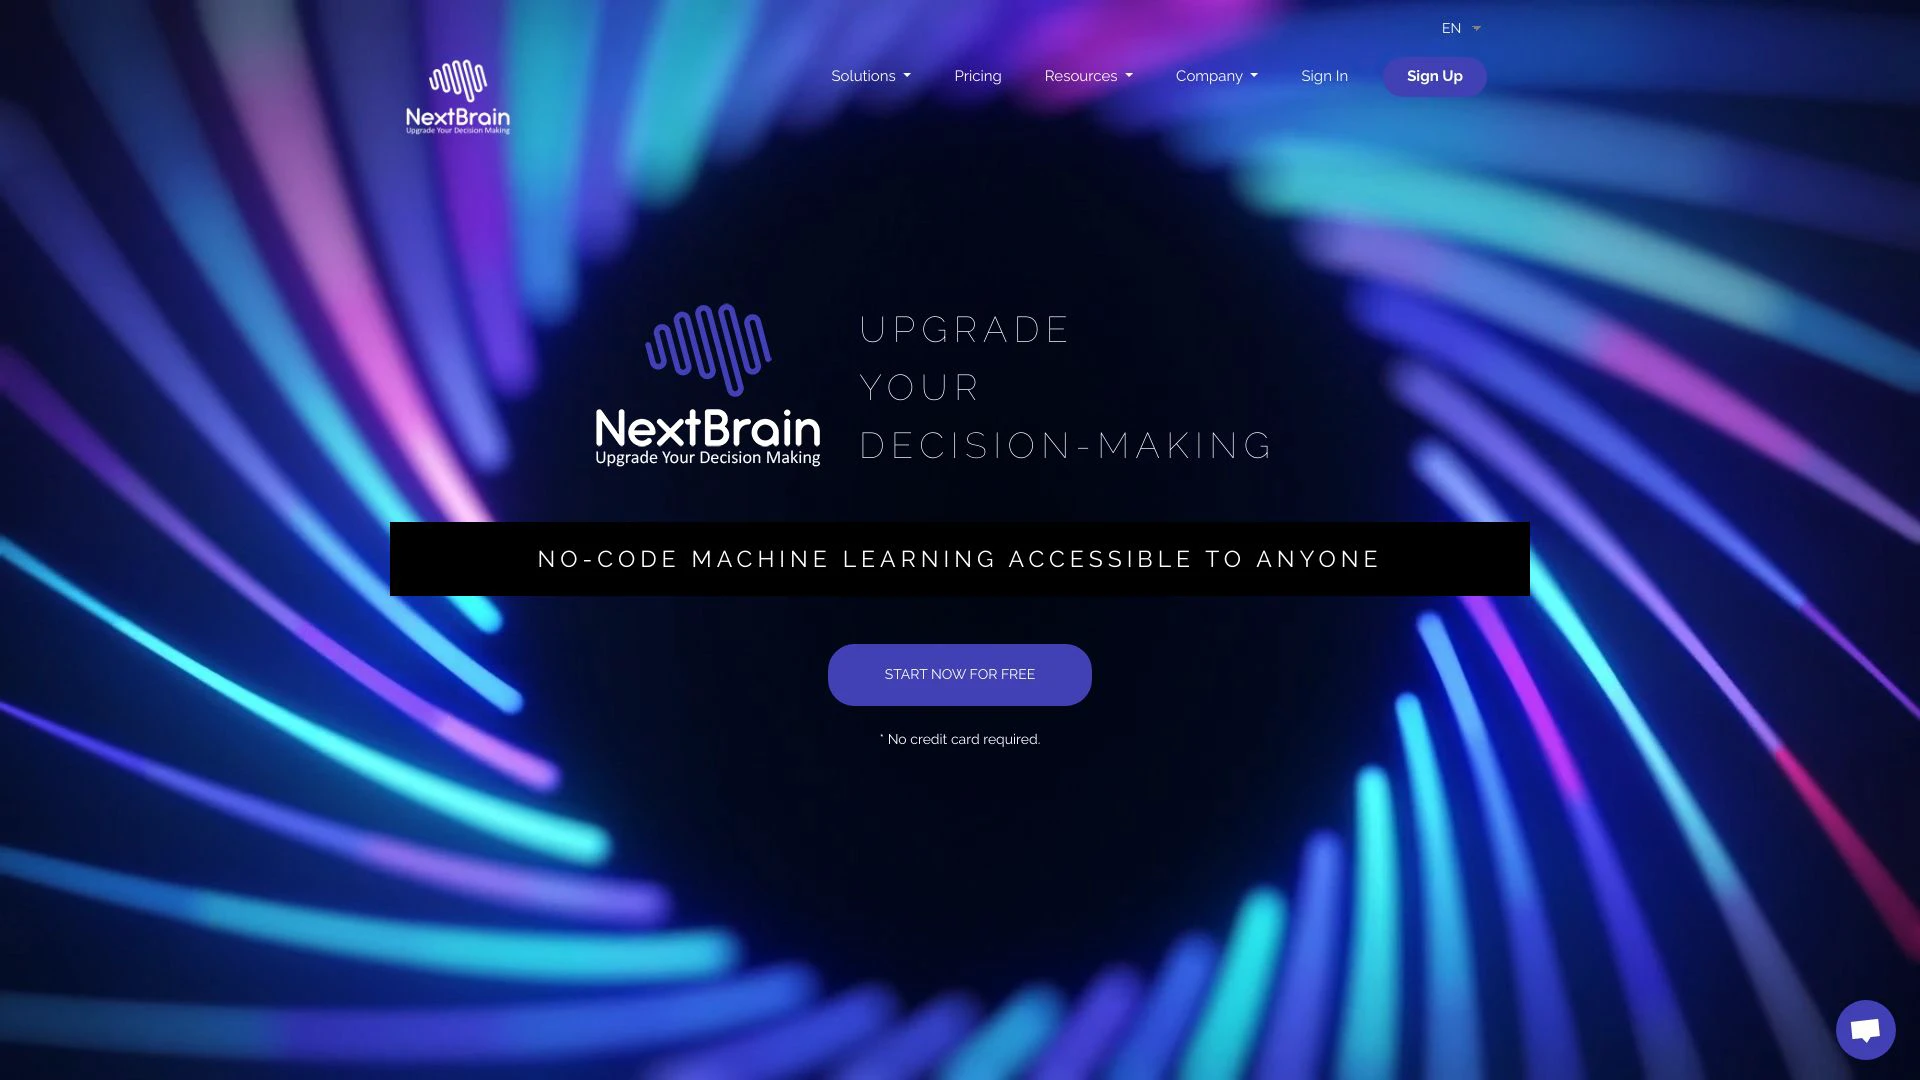 EN
NextBrain
Upgrade Your Decision Making
Solutions
Pricing
Resources
Company
Sign In
Sign Up
NextBrain
Upgrade Your Decision Making
UPGRADE
YOUR
DECISION-MAKING
NO-CODE MACHINE LEARNING ACCESSIBLE TO ANYONE
START NOW FOR FREE
* No credit card required.